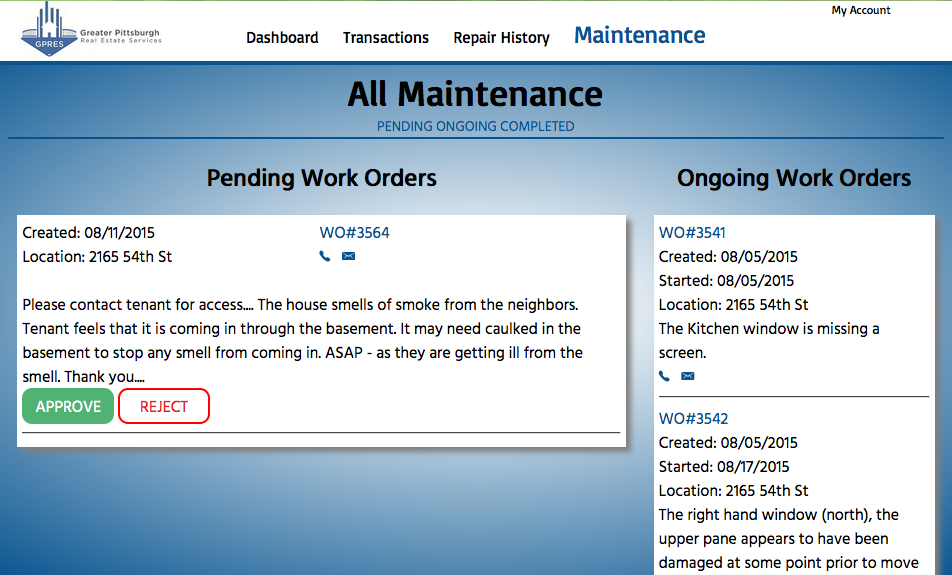 My Account
GPRES
Greater Pittsburgh
Real Estate Services
Dashboard Transactions Repair History Maintenance
All Maintenance
PENDING ONGOING COMPLETED
Pending Work Orders
Created: 08/11/2015 WO#3564
Location: 2165 54th St
Please contact tenant for access.... The house smells of smoke from the neighbors.
Tenant feels that it is coming in through the basement. It may need caulked in the
basement to stop any smell from coming in. ASAP - as they are getting ill from the
smell. Thank you....
APPROVE REJECT
Ongoing Work Orders
WO#3541
Created: 08/05/2015
Started: 08/05/2015
Location: 2165 54th St
The Kitchen window is missing a
screen.
WO#3542
Created: 08/05/2015
Started: 08/17/2015
Location: 2165 54th St
The right hand window (north), the
upper pane appears to have been
damaged at some point prior to move